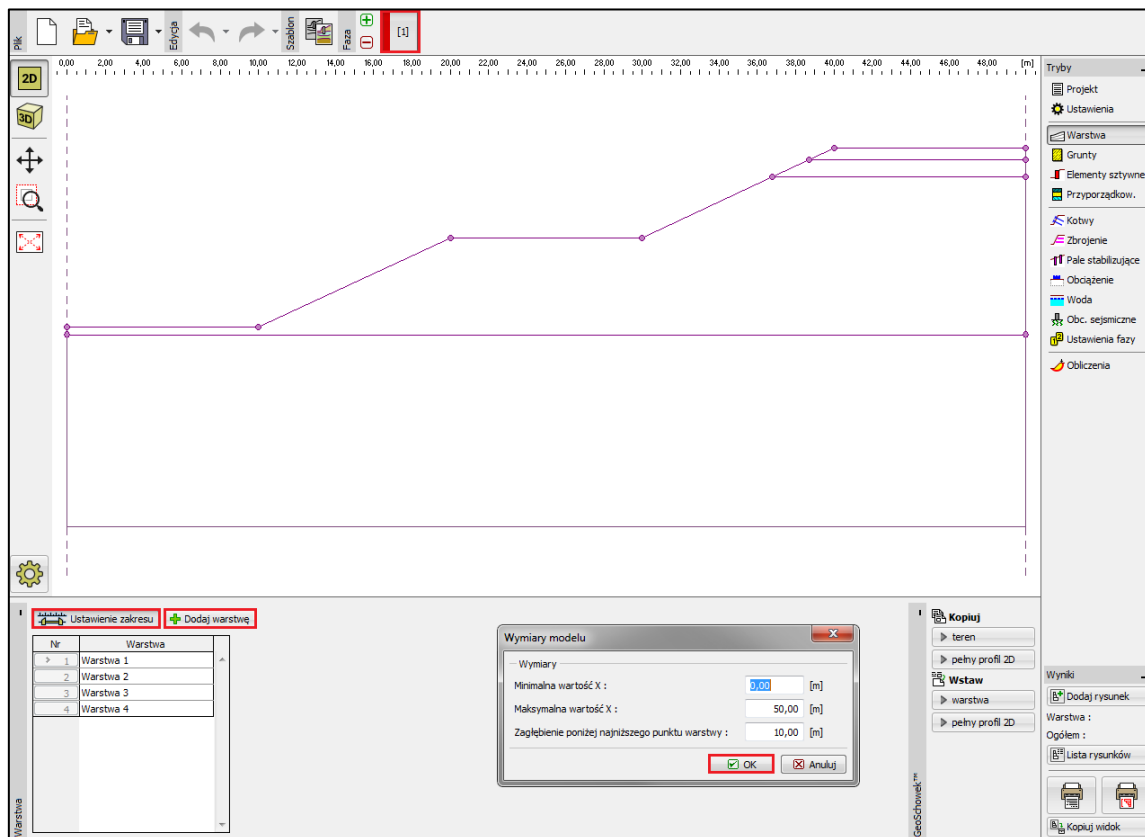 Plik
Edycja
Szablon
Faza
[1]
2D
3D
0,00 2,00 4,00 6,00 8,00 10,00 12,00 14,00 16,00 18,00 20,00 22,00 24,00 26,00 28,00 30,00 32,00 34,00 36,00 38,00 40,00 42,00 44,00 46,00 48,00 [m]
Tryby
Projekt
Ustawienia
Warstwa
Grunty
Elementy sztywne
Przyporządkow.
Kotwy
Zbrojenie
Pale stabilizujące
Obciążenie
Woda
Obc. sejsmiczne
Ustawienia fazy
Obliczenia
Warstwa
Ustawienie zakresu
Dodaj warstwę
Nr Warstwa
1 Warstwa 1
2 Warstwa 2
3 Warstwa 3
4 Warstwa 4
Wymiary modelu
Wymiary
Minimalna wartość X : 0,00 [m]
Maksymalna wartość X : 50,00 [m]
Zagłębienie poniżej najniższego punktu warstwy : 10,00 [m]
OK
Anuluj
GeoSchowek™
Kopiuj
teren
pełny profil 2D
Wstaw
warstwa
pełny profil 2D
Wyniki
Dodaj rysunek
Warstwa :
Ogółem :
Lista rysunków
Kopiuj widok